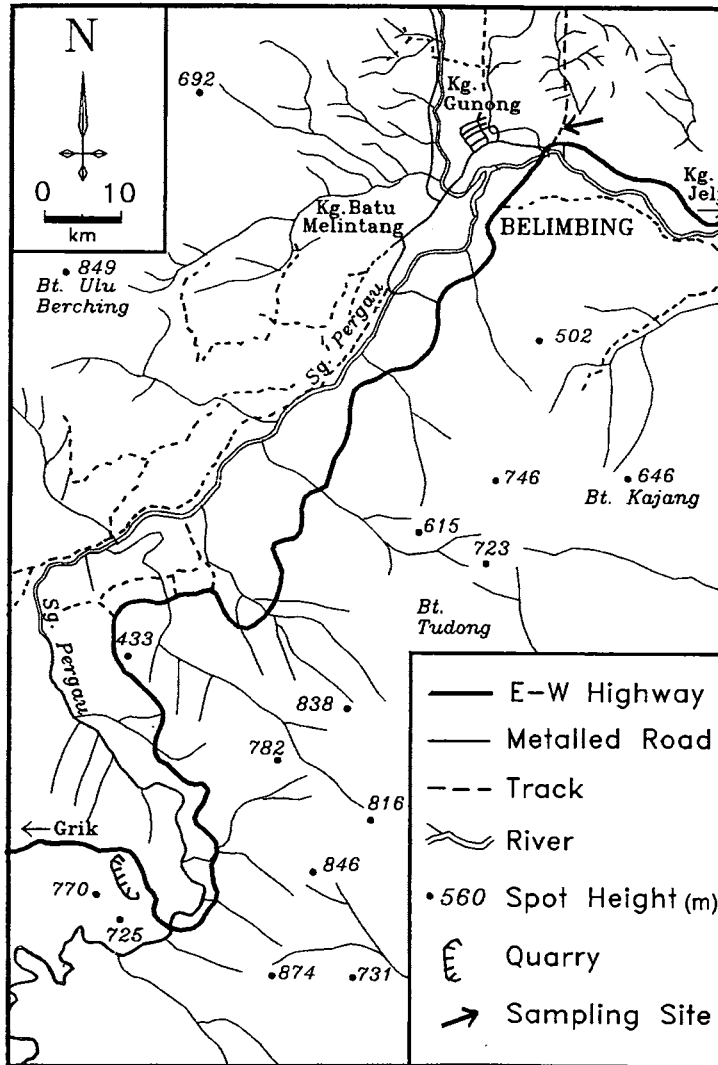 N
0 10
km
692
Kg.
Gunong
Kg.
Kg.Batu
Melintang
BELIMBING
849
Bt. Ulu
Berching
Sg. Pergau
502
746
646
Bt. Kajang
615
723
Bt.
Tudong
Sg. Pergau
433
838
782
816
← Grik
846
770
725
874
731
E-W Highway
Metalled Road
Track
River
560 Spot Height (m)
Quarry
Sampling Site